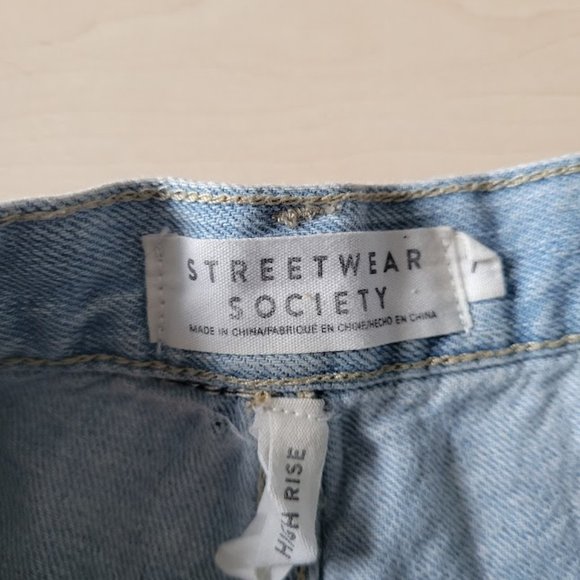 STREETWEAR
SOCIETY
MADE IN CHINA/FABRIQUÉ EN CHINE/HECHO EN CHINA
HIGH RISE